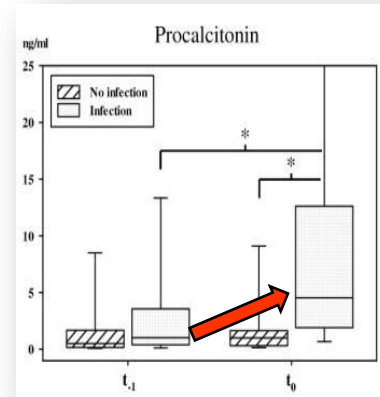 Procalcitonin
ng/ml
25
No infection
Infection
20
*
15
*
10
5
0
t-1
t0